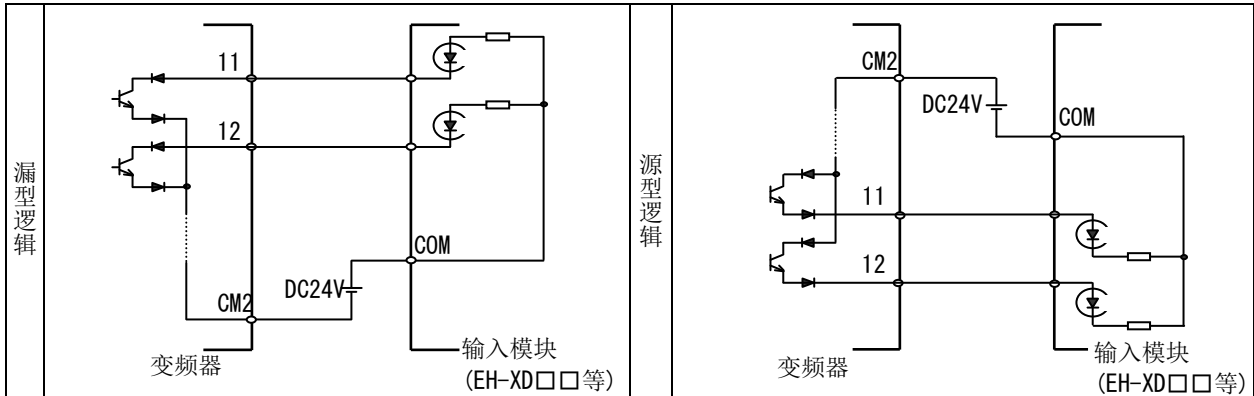 漏型逻辑
11
12
COM
DC24V
CM2
变频器
输入模块
(EH-XD□□等)
源型逻辑
CM2
DC24V
COM
11
12
变频器
输入模块
(EH-XD□□等)